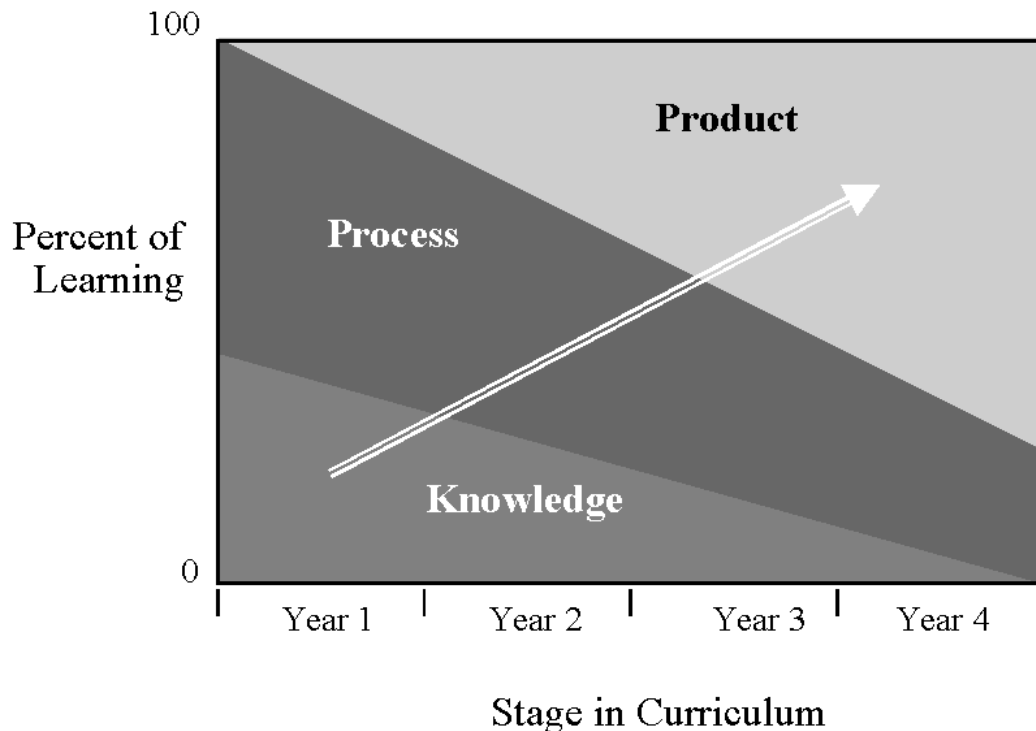 100
Product
Process
Percent of
Learning
Knowledge
0
Year 1
Year 2
Year 3
Year 4
Stage in Curriculum